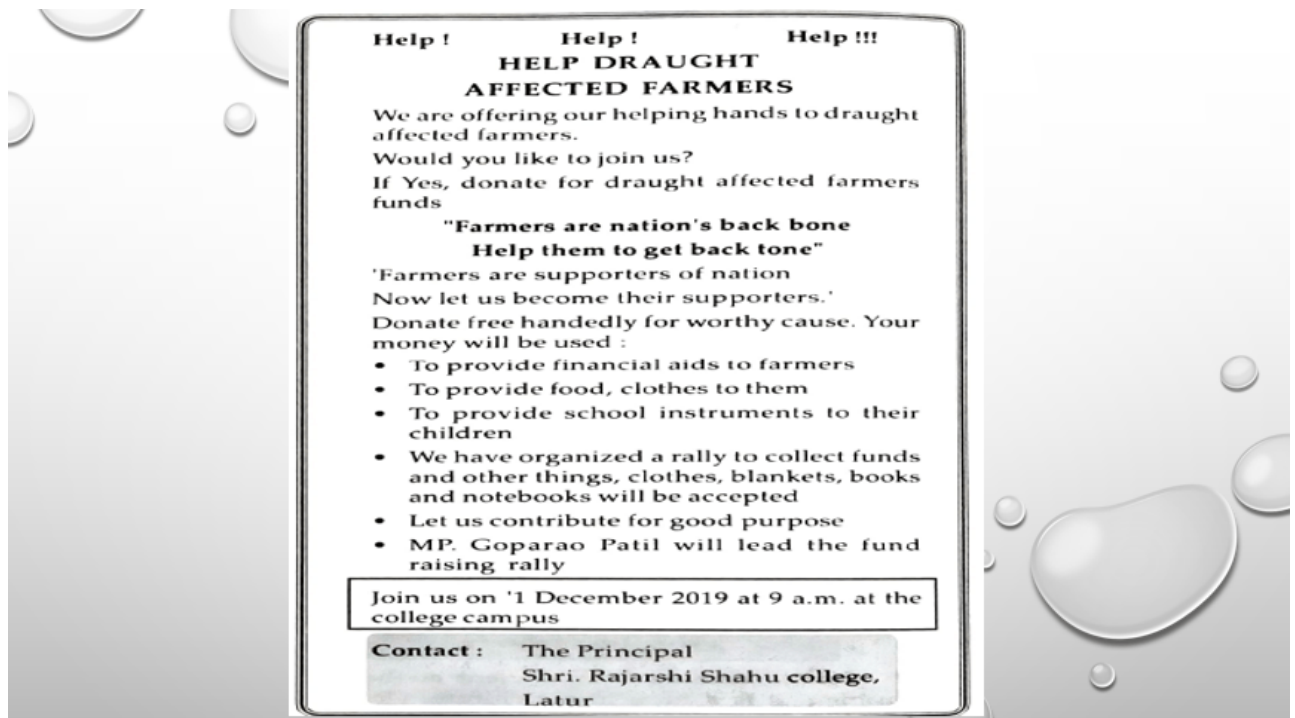 Help ! Help ! Help !!!
HELP DRAUGHT
AFFECTED FARMERS
We are offering our helping hands to draught
affected farmers.
Would you like to join us?
If Yes, donate for draught affected farmers
funds
"Farmers are nation's back bone
Help them to get back tone"
'Farmers are supporters of nation
Now let us become their supporters.'
Donate free handedly for worthy cause. Your
money will be used :
• To provide financial aids to farmers
• To provide food, clothes to them
• To provide school instruments to their
children
• We have organized a rally to collect funds
and other things, clothes, blankets, books
and notebooks will be accepted
• Let us contribute for good purpose
• MP. Goparao Patil will lead the fund
raising rally
Join us on '1 December 2019 at 9 a.m. at the
college campus
Contact : The Principal
Shri. Rajarshi Shahu college,
Latur